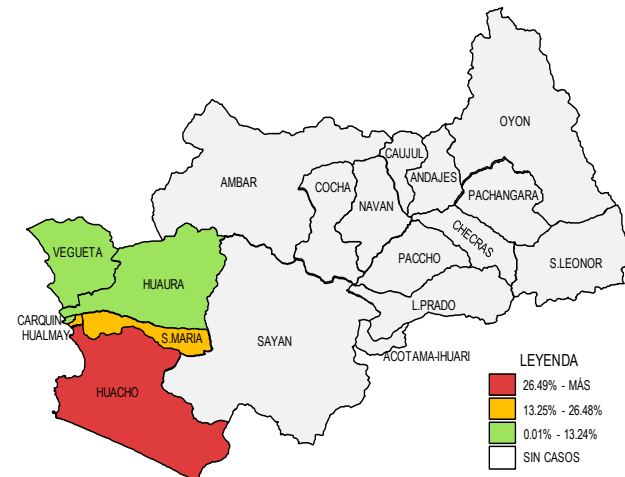 OYON
CAUJUL
ANDAJES
AMBAR
COCHA
NAVAN
PACHANGARA
CHECRAS
VEGUETA
PACCHO
S.LEONOR
HUAURA
L.PRADO
CARQUIN
HUALMAY
S.MARIA
SAYAN
ACOTAMA-IHUARI
HUACHO
LEYENDA
26.49% - MÁS
13.25% - 26.48%
0.01% - 13.24%
SIN CASOS